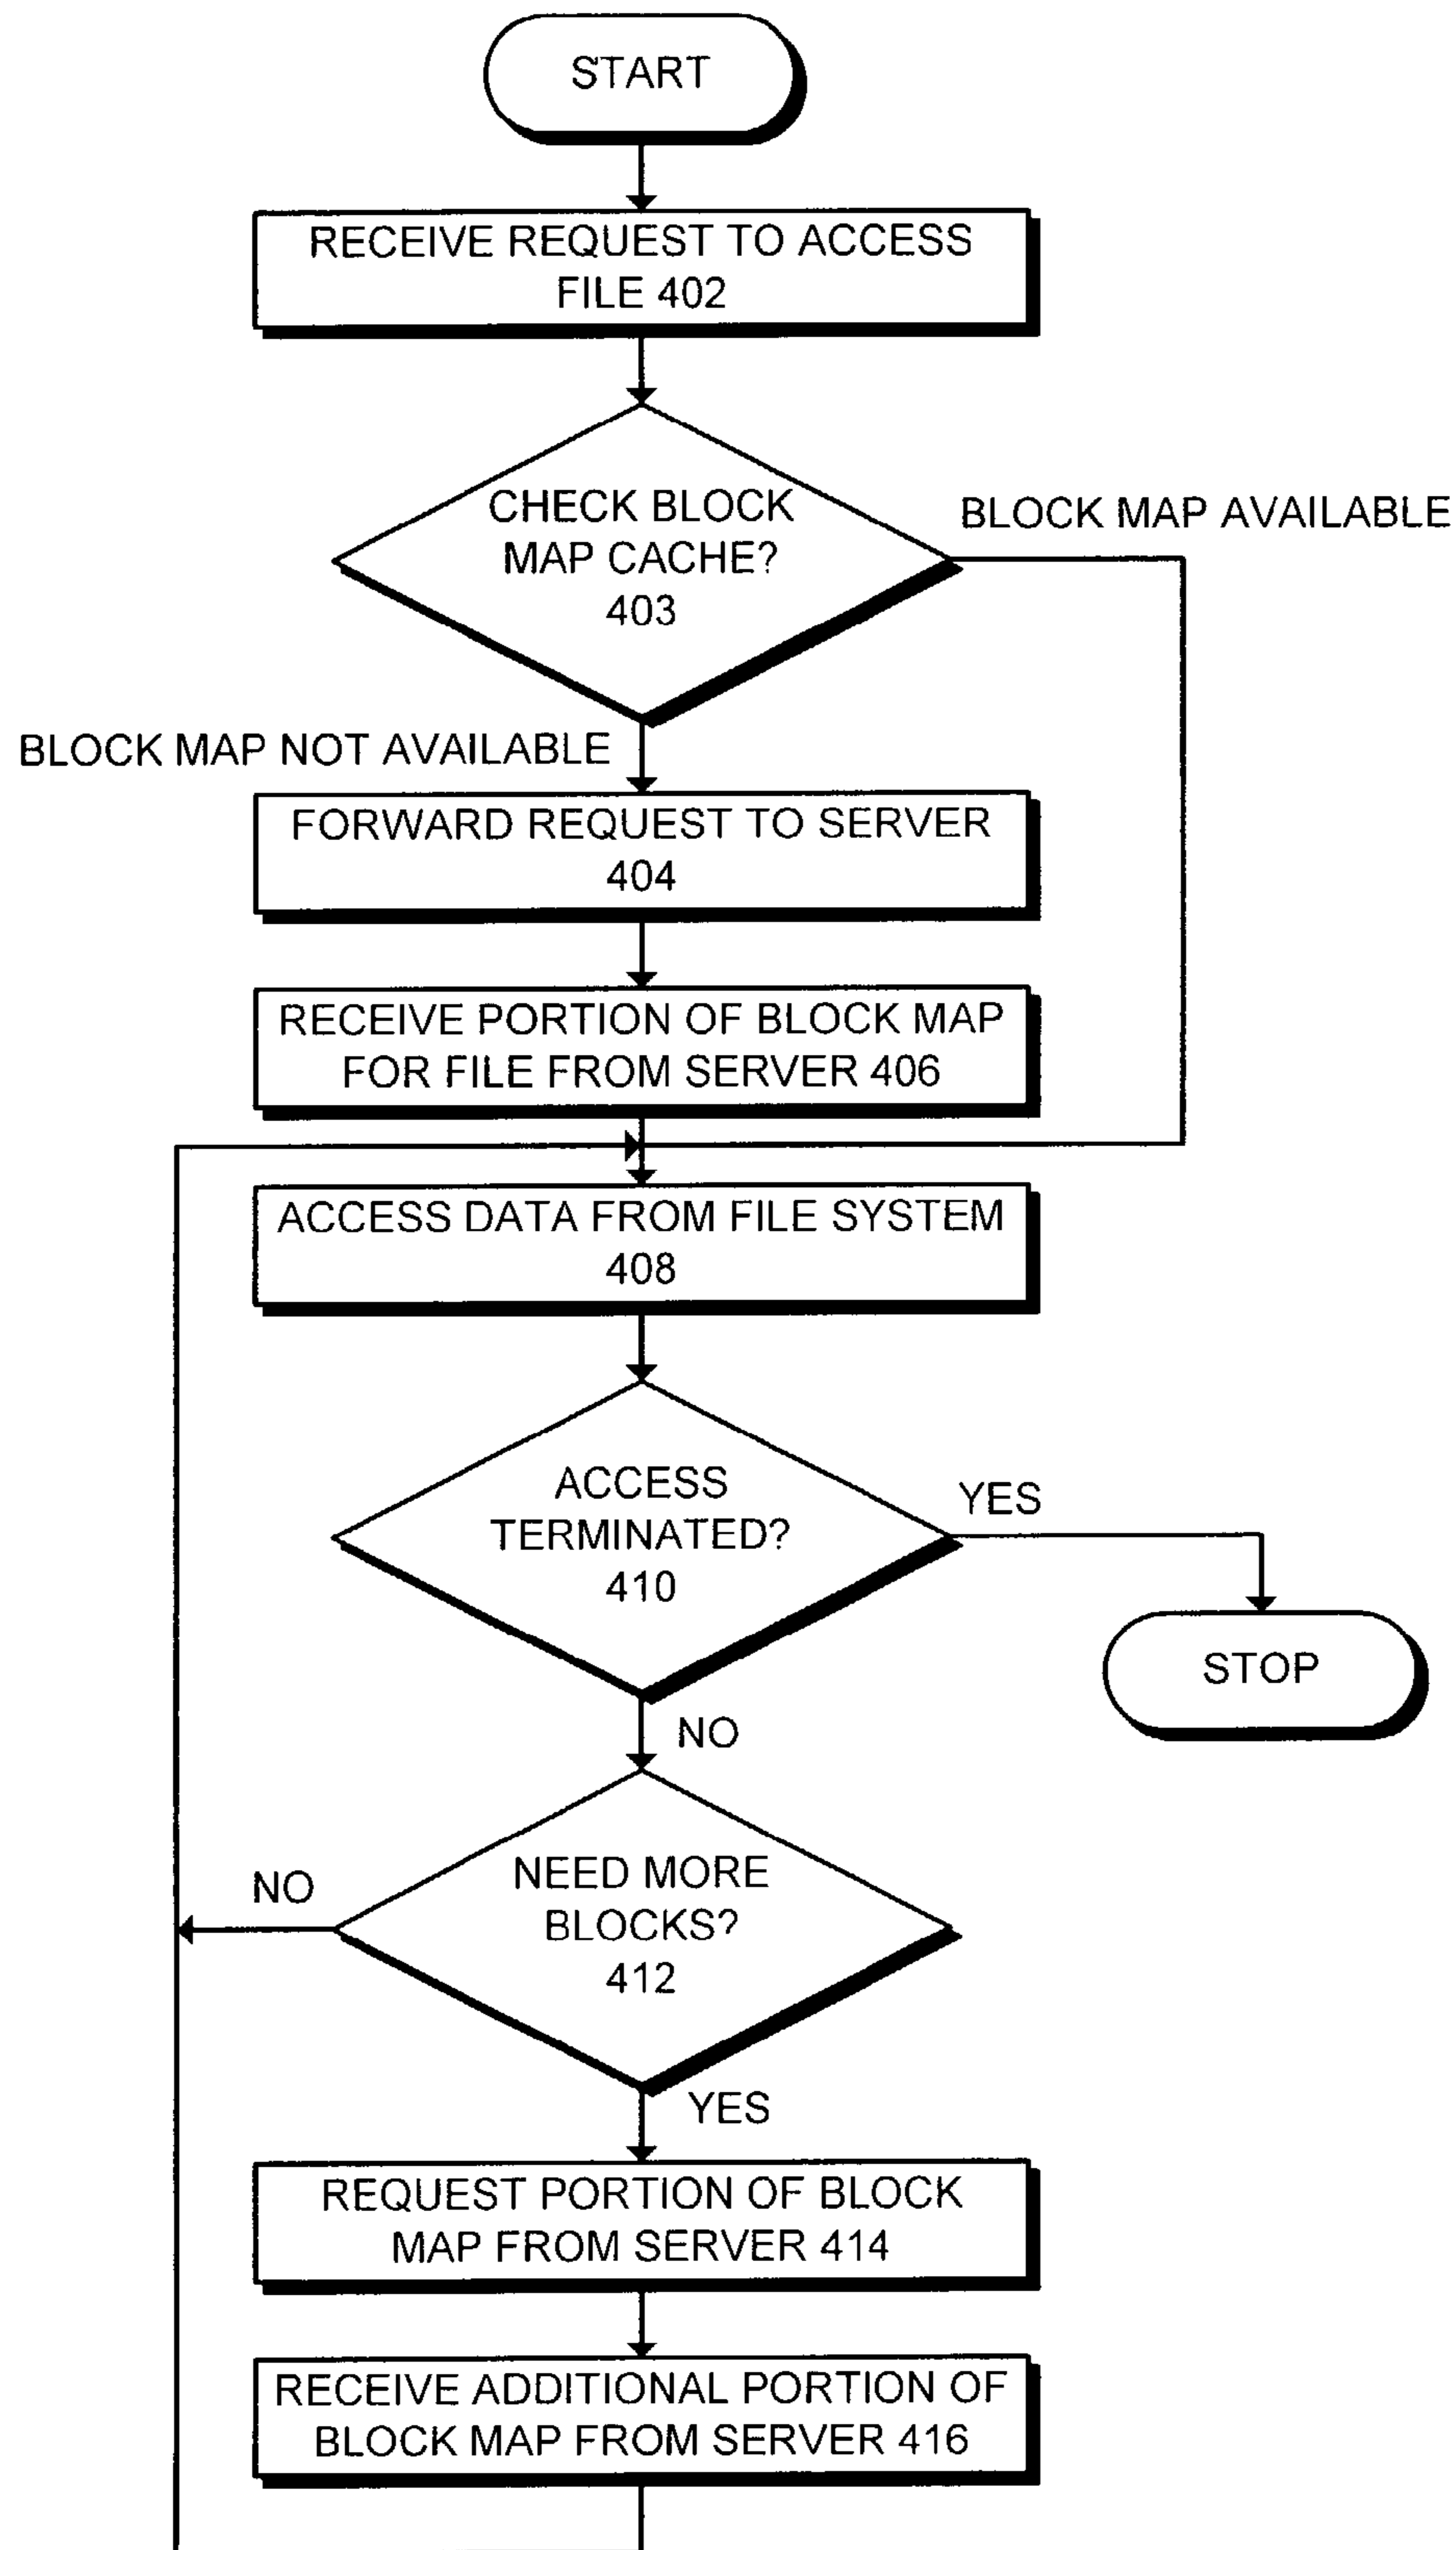 START
RECEIVE REQUEST TO ACCESS
FILE 402
CHECK BLOCK
MAP CACHE?
403
BLOCK MAP AVAILABLE
BLOCK MAP NOT AVAILABLE
FORWARD REQUEST TO SERVER
404
RECEIVE PORTION OF BLOCK MAP
FOR FILE FROM SERVER 406
ACCESS DATA FROM FILE SYSTEM
408
ACCESS
TERMINATED?
410
YES
STOP
NO
NEED MORE
BLOCKS?
412
NO
YES
REQUEST PORTION OF BLOCK
MAP FROM SERVER 414
RECEIVE ADDITIONAL PORTION OF
BLOCK MAP FROM SERVER 416